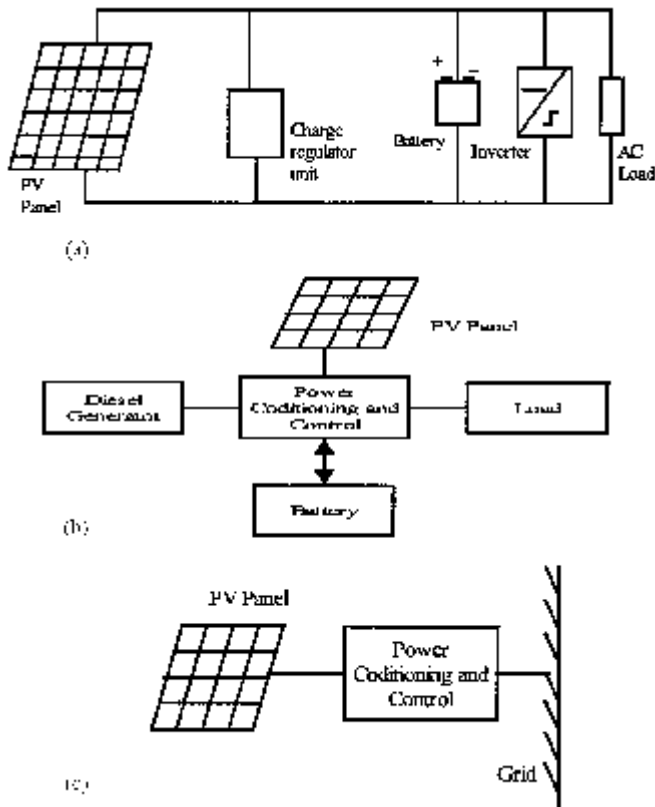 + −
PV
Panel
Charge
regulator
unit
Battery
Inverter
AC
Load
(a)
PV Panel
Diesel
Generator
Power
Coditioning and
Control
Load
Battery
(b)
PV Panel
Power
Coditioning and
Control
Grid
(c)